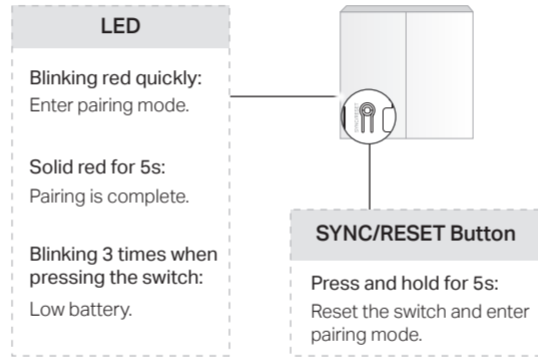 LED
Blinking red quickly:
Enter pairing mode.
Solid red for 5s:
Pairing is complete.
Blinking 3 times when
pressing the switch:
Low battery.
SYNC/RESET
SYNC/RESET Button
Press and hold for 5s:
Reset the switch and enter
pairing mode.